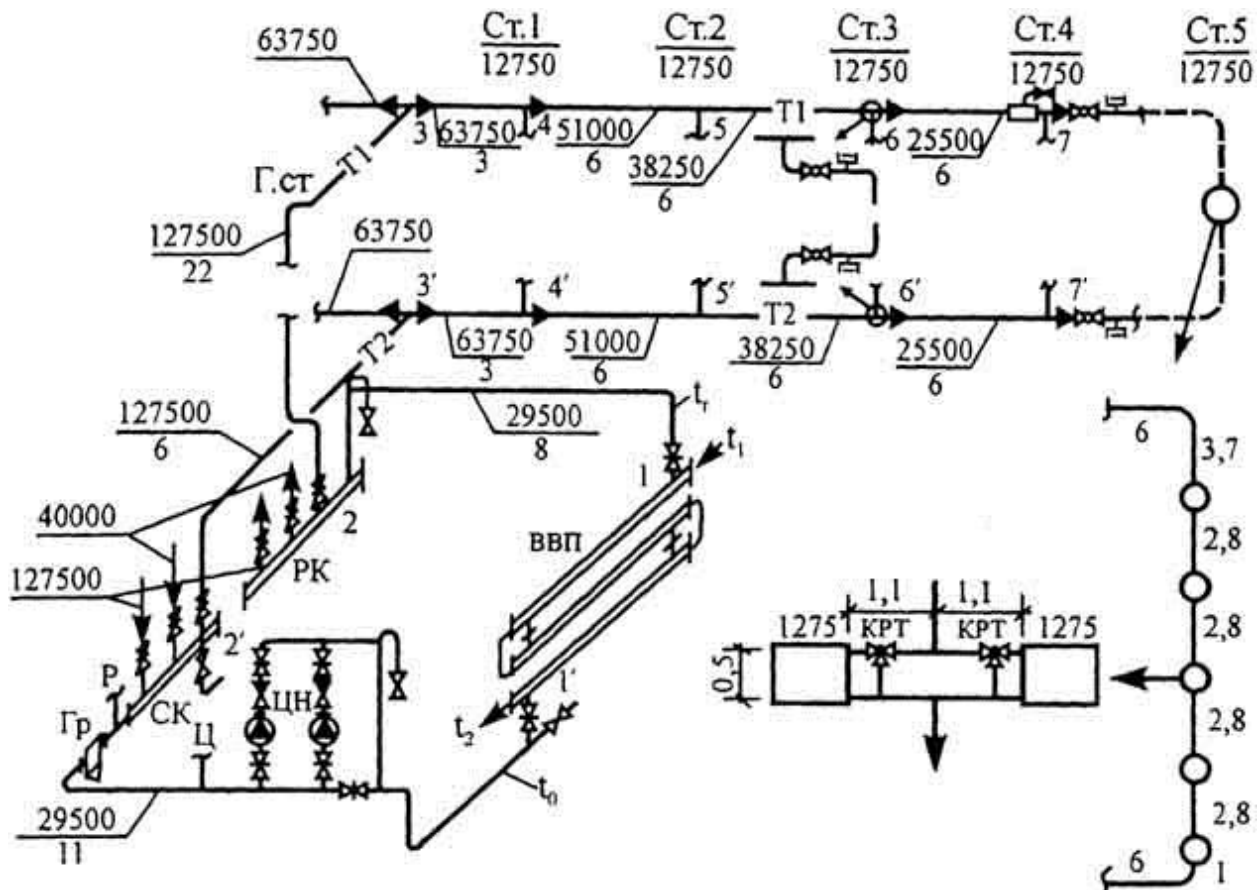 63750
Ст.1
12750
Ст.2
12750
Ст.3
12750
Ст.4
12750
Ст.5
12750
3
63750
3
4
51000
6
5
38250
6
Т1
6
25500
6
7
Г.ст
Т1
127500
22
63750
3′
4′
5′
Т2
6′
7′
63750
3
51000
6
38250
6
25500
6
Т2
127500
6
29500
8
tг
t1
1
ВВП
40000
127500
2
РК
2′
Р
СК
Гр
Ц
ЦН
1′
t2
t0
29500
11
1,1
1,1
1275
КРТ
КРТ
1275
0,5
6
3,7
2,8
2,8
2,8
2,8
6
1